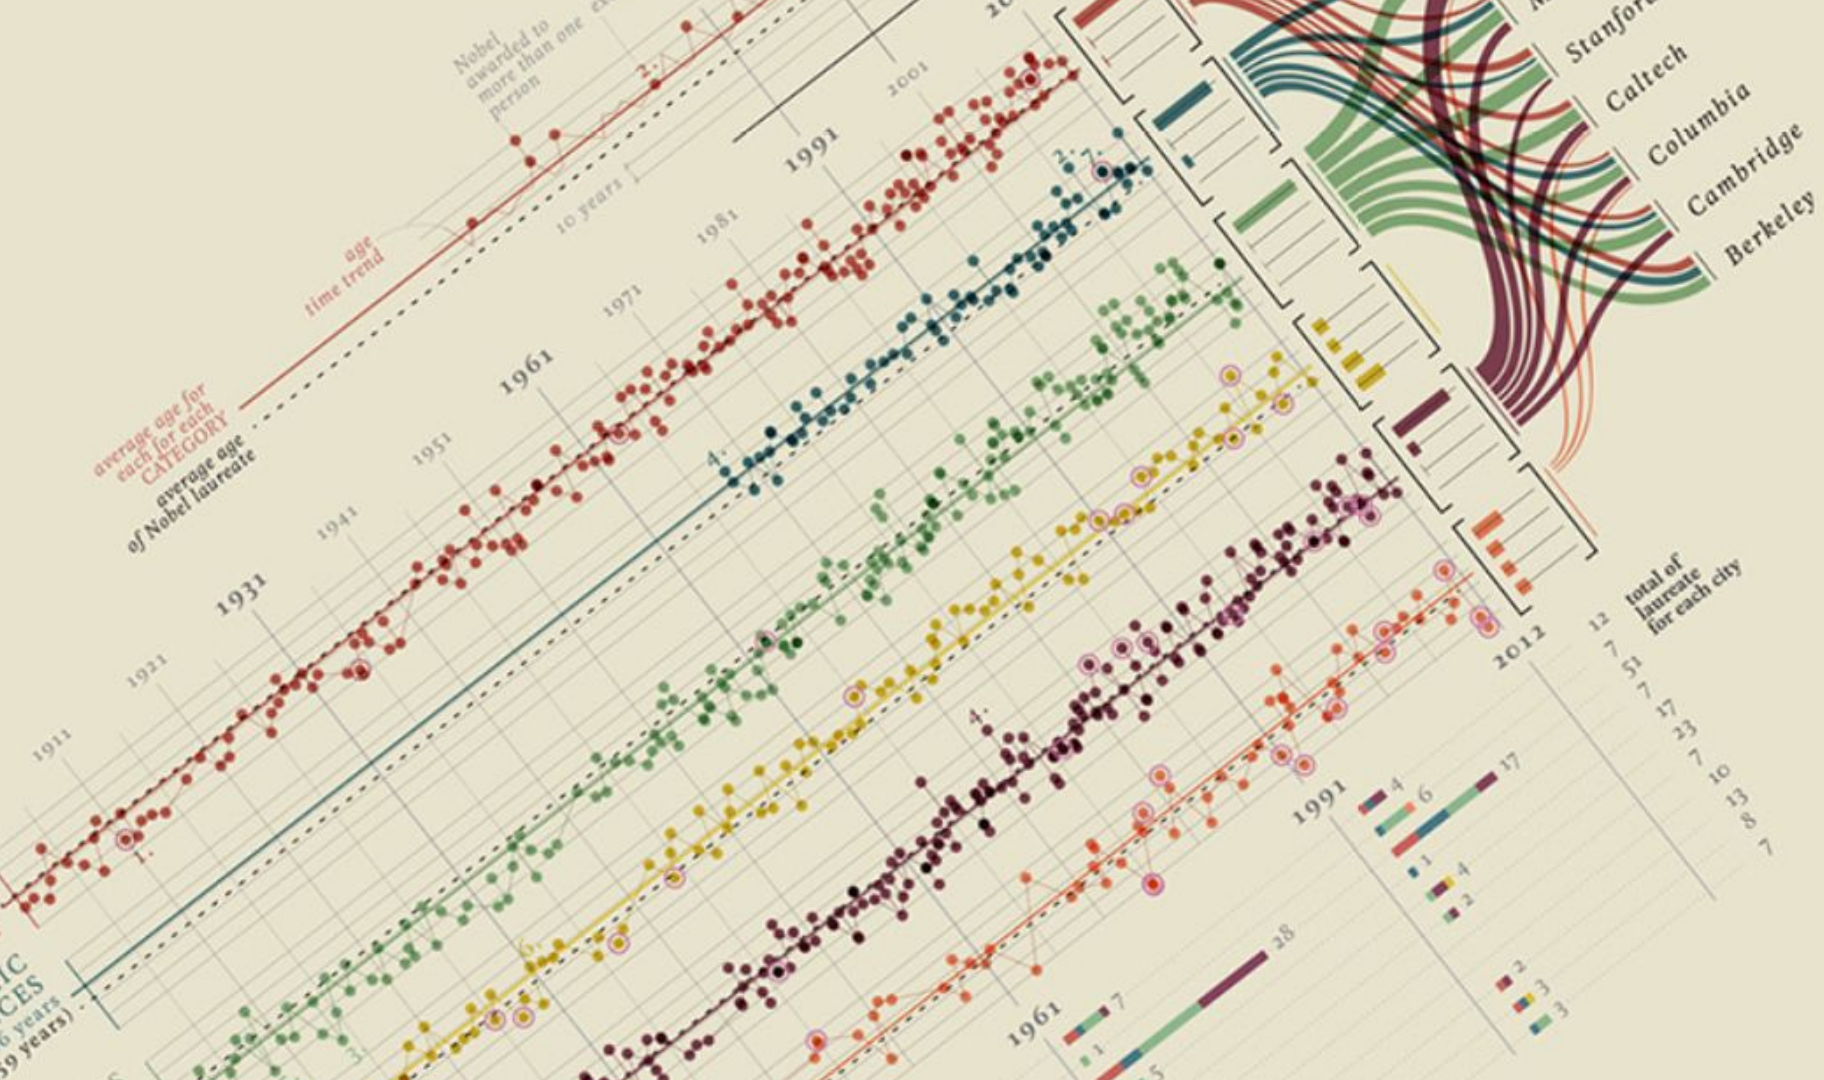 Nobel
awarded to
more than one
person
2.
10 years
age
time trend
average age for
each for each
CATEGORY
average age
of Nobel laureate
1911
1921
1931
1941
1951
1961
1971
1981
1991
2001
Stanford
Caltech
Columbia
Cambridge
Berkeley
2.
7.
4.
1.
6.
4.
3.
total of
laureate
for each city
2012
1991
1961
12
7
51
7
17
23
7
10
13
8
7
4
6
17
1
4
2
2
3
3
28
7
1